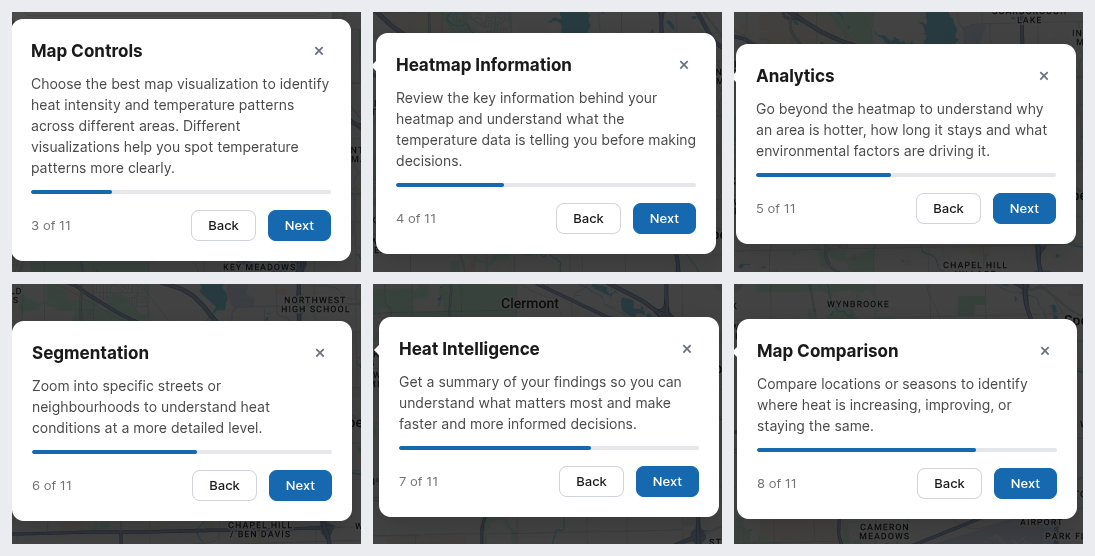 Map Controls
×
Choose the best map visualization to identify
heat intensity and temperature patterns
across different areas. Different
visualizations help you spot temperature
patterns more clearly.
3 of 11
Back
Next
KEY MEADOWS
Heatmap Information
×
Review the key information behind your
heatmap and understand what the
temperature data is telling you before making
decisions.
4 of 11
Back
Next
LAKE
Analytics
×
Go beyond the heatmap to understand why
an area is hotter, how long it stays and what
environmental factors are driving it.
5 of 11
Back
Next
CHAPEL HILL
NORTHWEST
HIGH SCHOOL
Segmentation
×
Zoom into specific streets or
neighbourhoods to understand heat
conditions at a more detailed level.
6 of 11
Back
Next
CHAPEL HILL
/ BEN DAVIS
Clermont
Heat Intelligence
×
Get a summary of your findings so you can
understand what matters most and make
faster and more informed decisions.
7 of 11
Back
Next
WYNBROOKE
Map Comparison
×
Compare locations or seasons to identify
where heat is increasing, improving, or
staying the same.
8 of 11
Back
Next
CAMERON
MEADOWS
AIRPORT